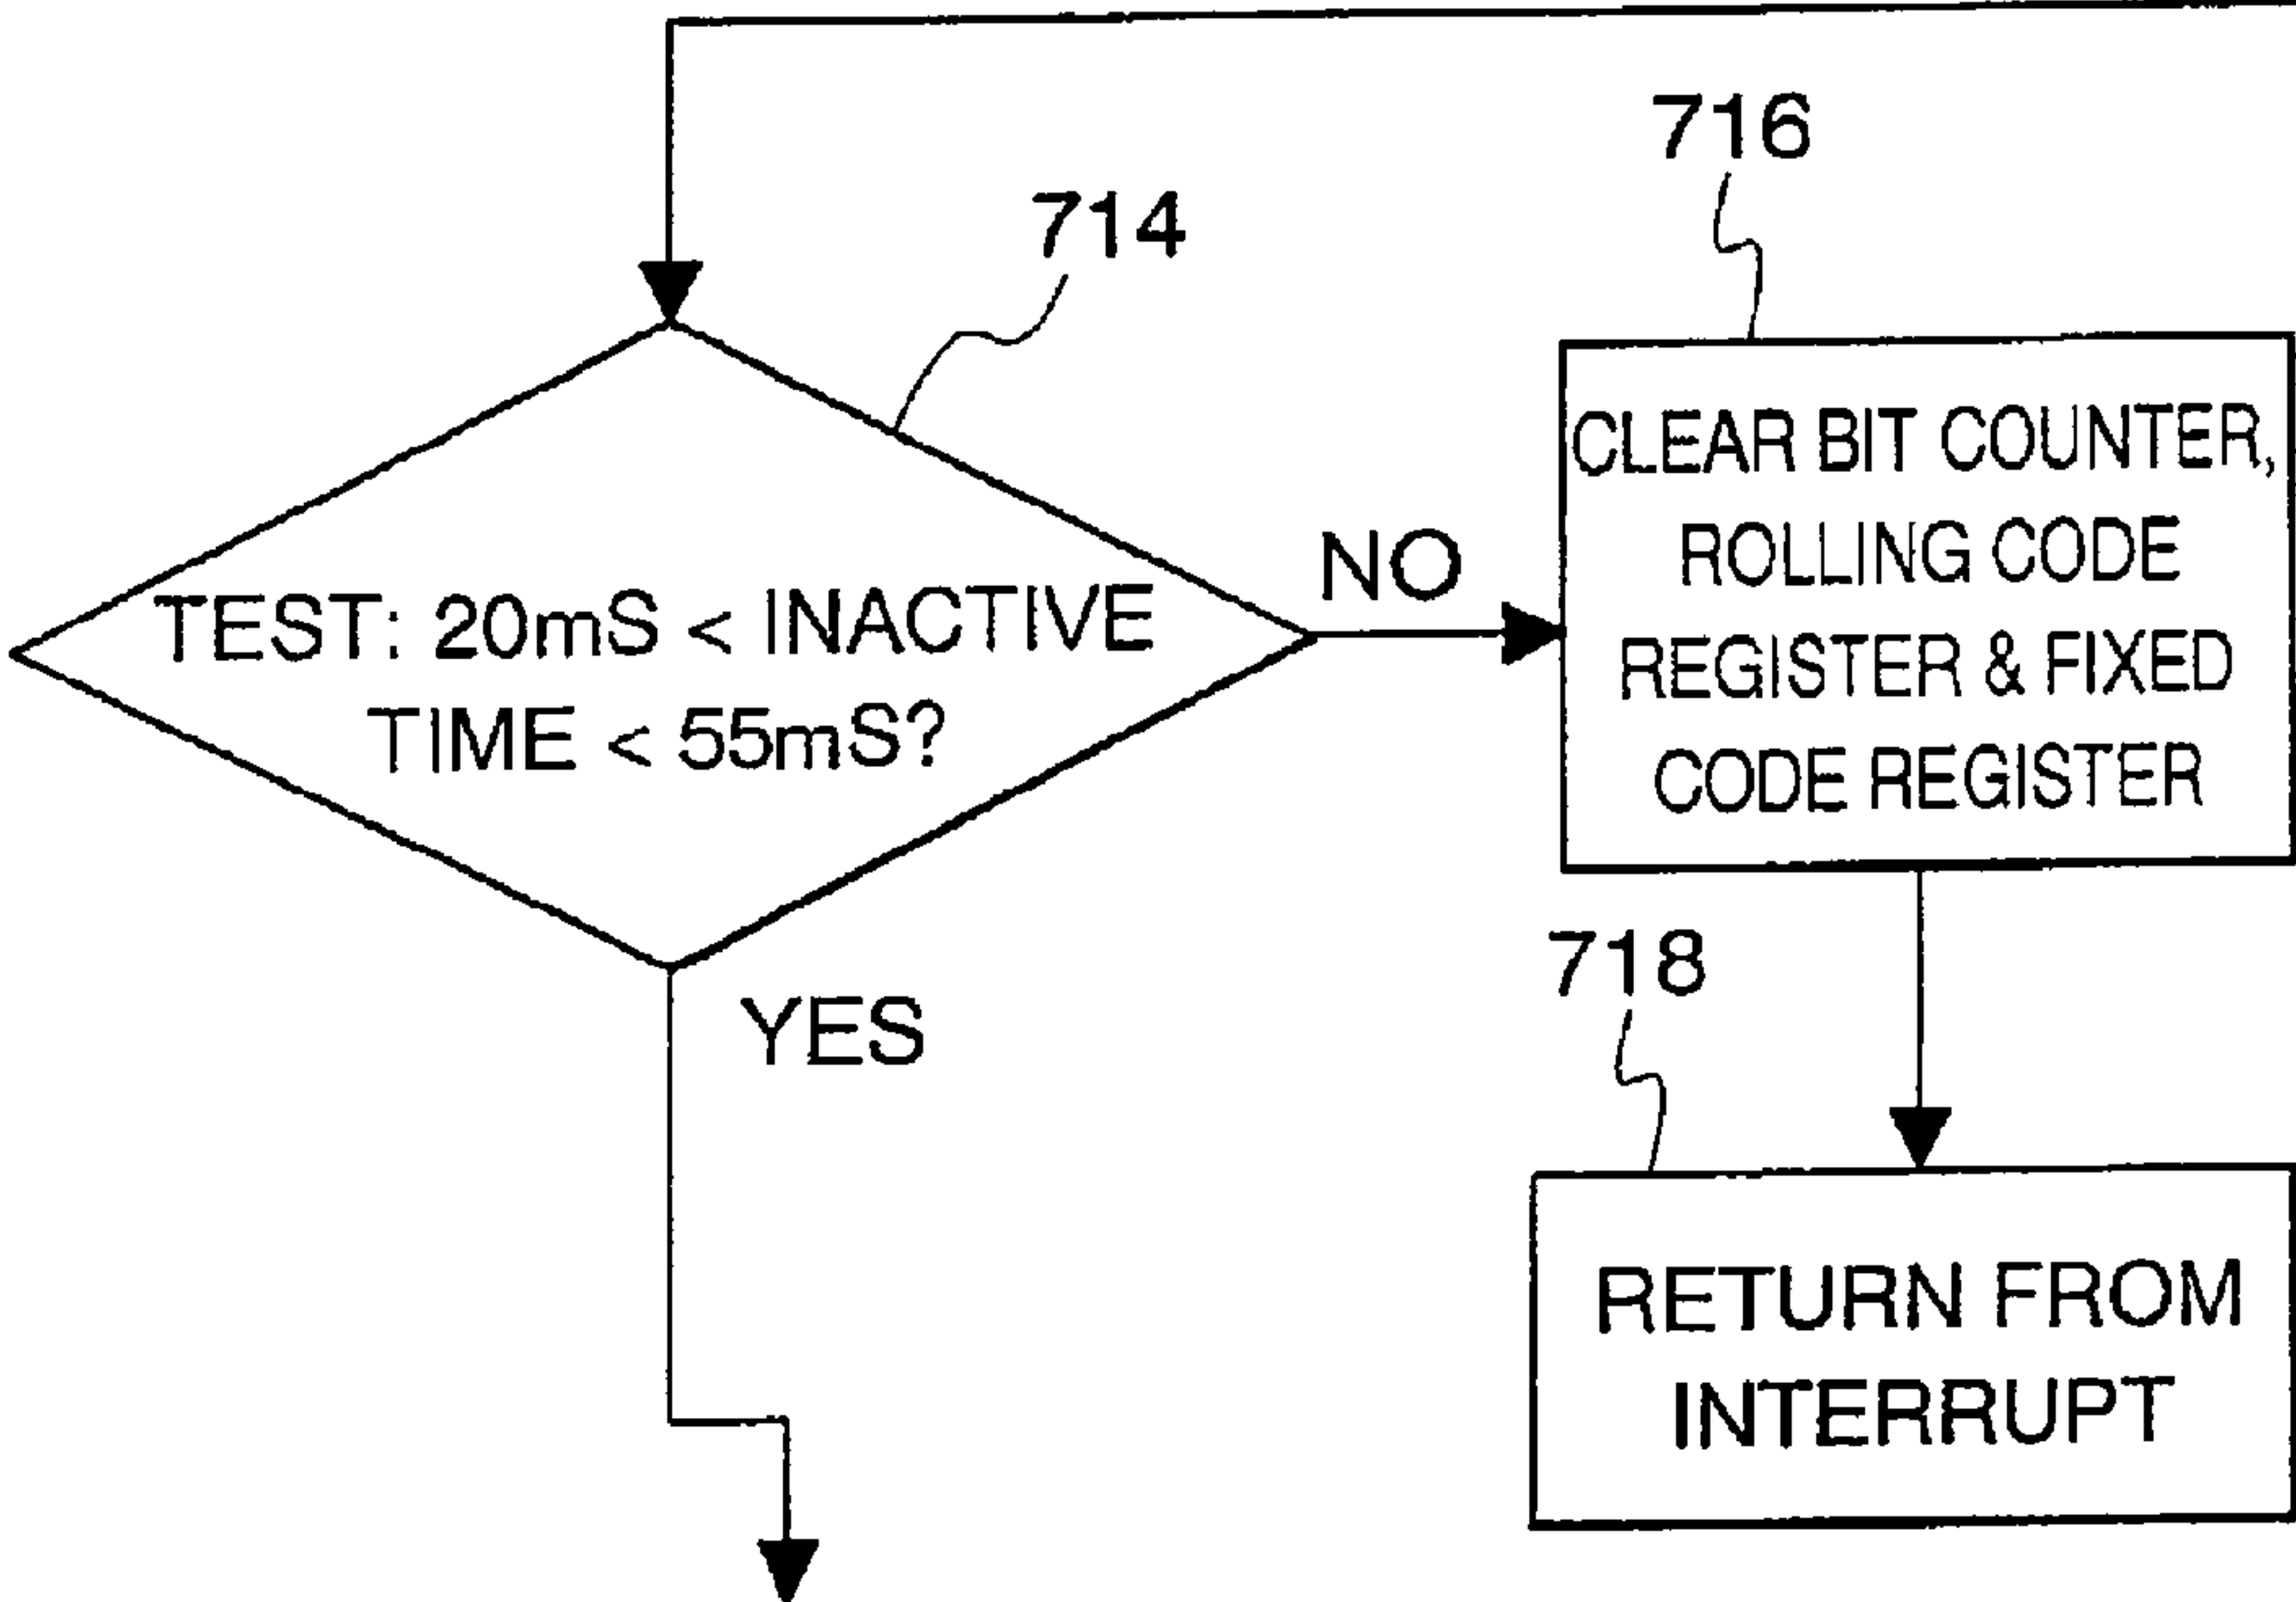 716
714
CLEAR BIT COUNTER,
ROLLING CODE
REGISTER & FIXED
CODE REGISTER
NO
TEST: 20mS < INACTIVE
TIME < 55mS?
YES
718
RETURN FROM
INTERRUPT